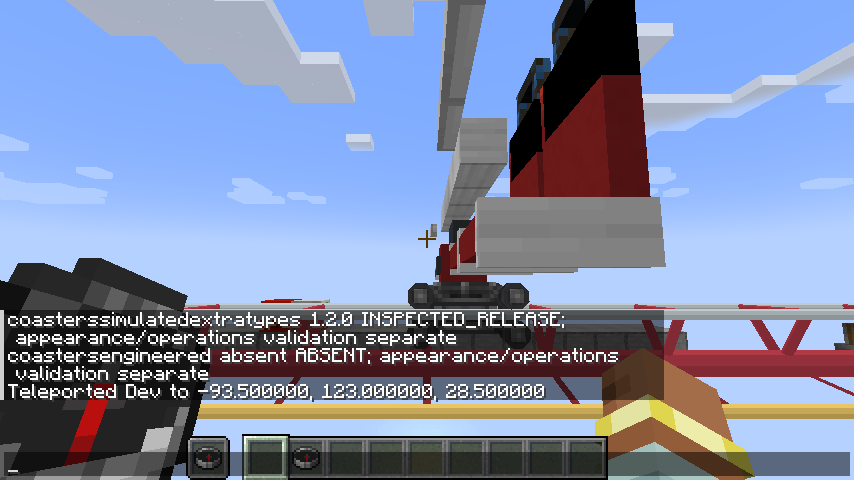 coasterssimulatedextratypes 1.2.0 INSPECTED_RELEASE;
appearance/operations validation separate
coastersengineered absent ABSENT; appearance/operations
validation separate
Teleported Dev to -93.500000, 123.000000, 28.500000
_